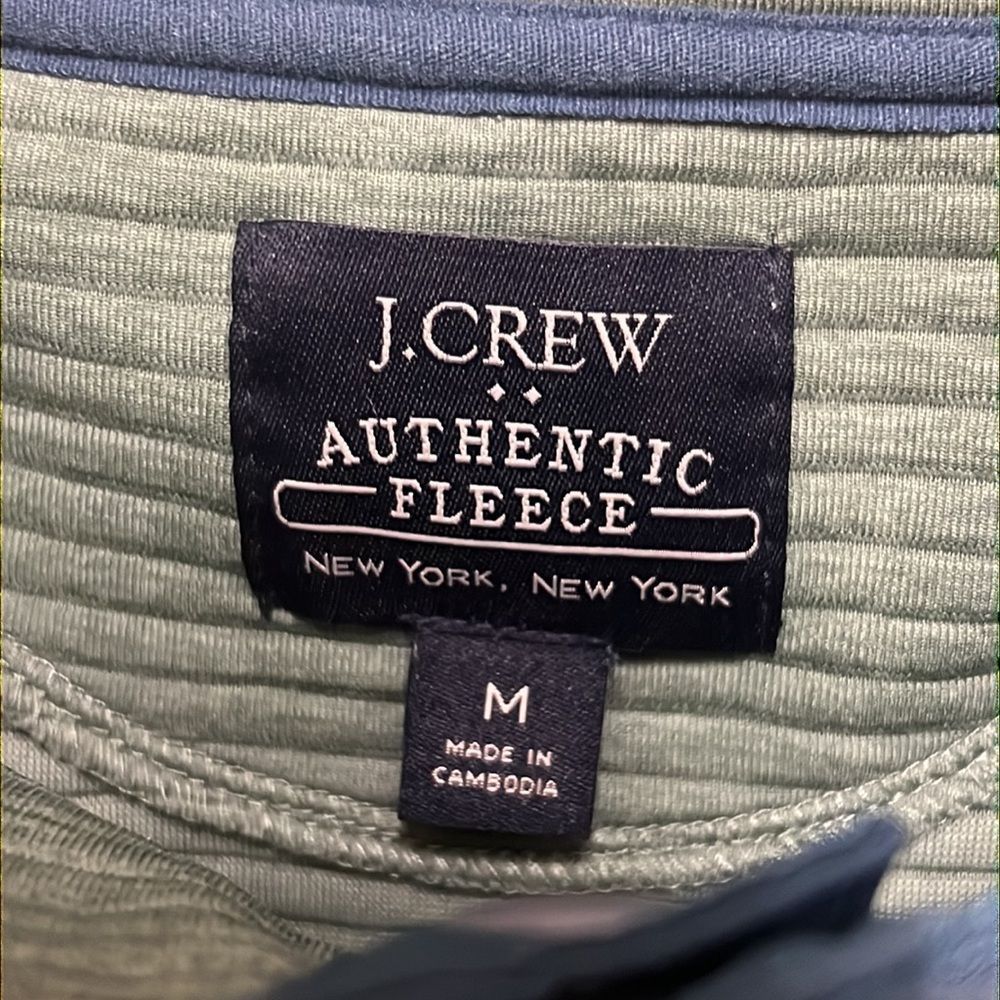 J.CREW
AUTHENTIC
FLEECE
NEW YORK, NEW YORK
M
MADE IN
CAMBODIA